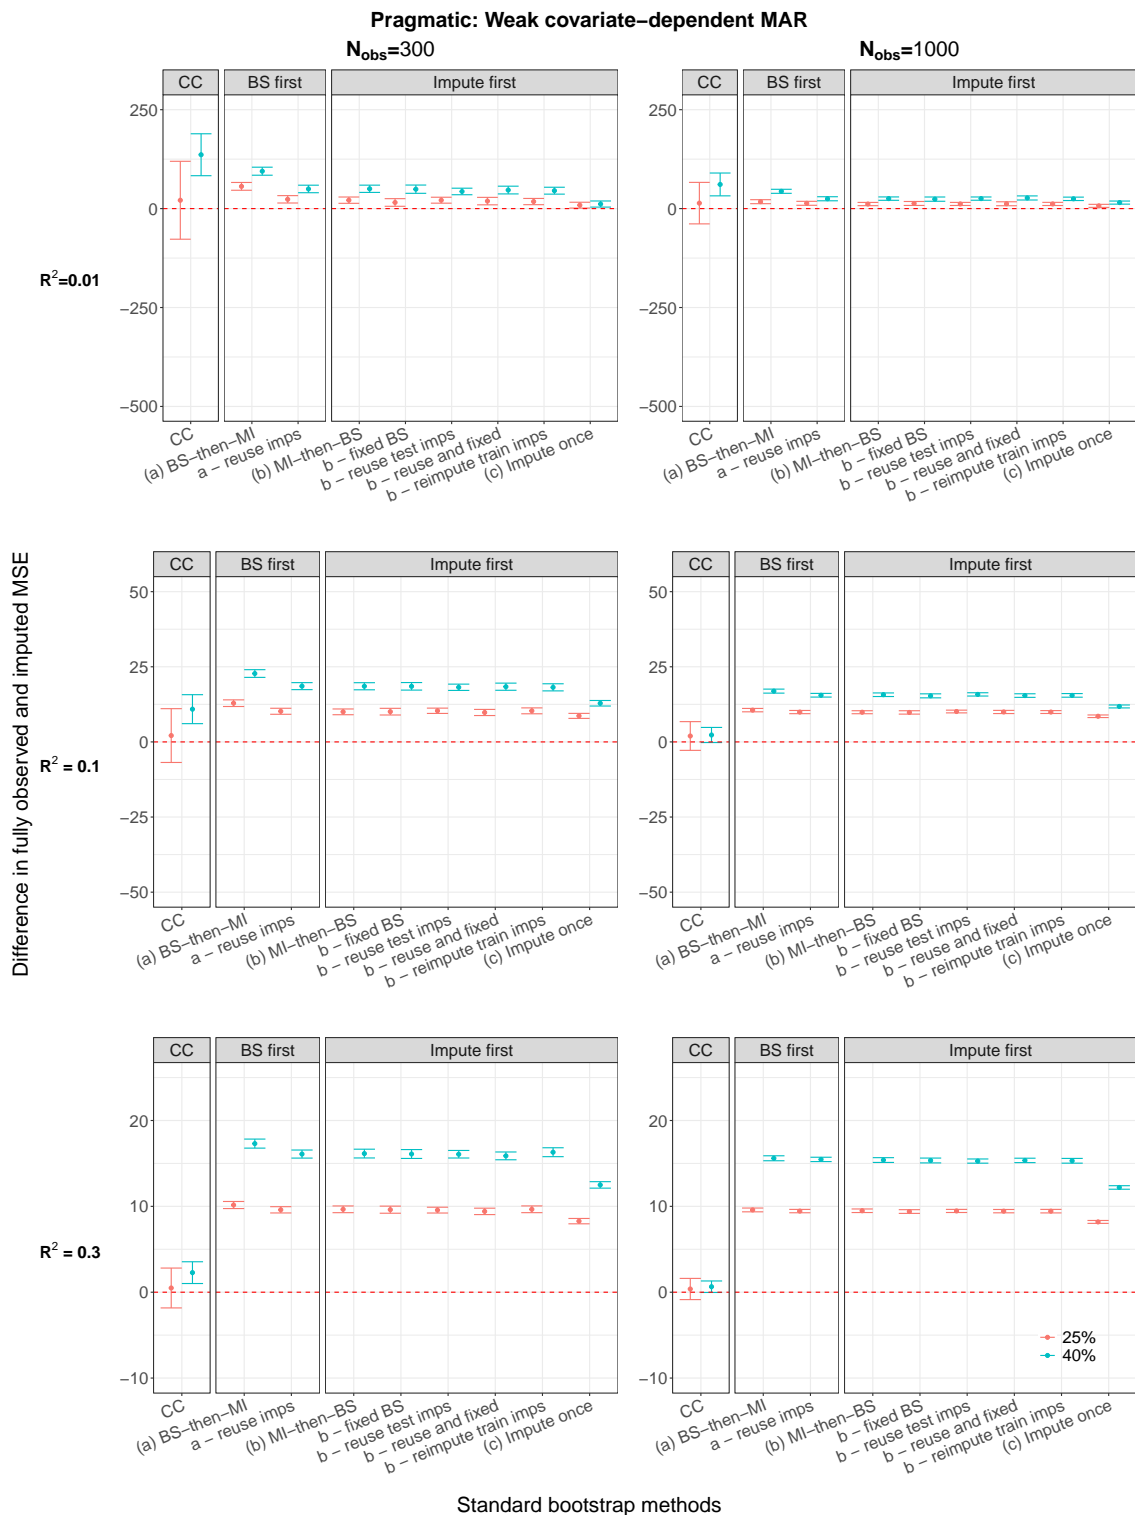 Pragmatic: Weak covariate−dependent MAR
Nobs=300
Nobs=1000
CC
BS first
Impute first
CC
BS first
Impute first
250
0
−250
−500
250
0
−250
−500
R²=0.01
CC
(a) BS−then−MI
a − reuse imps
(b) MI−then−BS
b − fixed BS
b − reuse test imps
b − reuse and fixed
b − reimpute train imps
(c) Impute once
CC
(a) BS−then−MI
a − reuse imps
(b) MI−then−BS
b − fixed BS
b − reuse test imps
b − reuse and fixed
b − reimpute train imps
(c) Impute once
Difference in fully observed and imputed MSE
CC
BS first
Impute first
CC
BS first
Impute first
50
25
0
−25
−50
50
25
0
−25
−50
R² = 0.1
CC
(a) BS−then−MI
a − reuse imps
(b) MI−then−BS
b − fixed BS
b − reuse test imps
b − reuse and fixed
b − reimpute train imps
(c) Impute once
CC
(a) BS−then−MI
a − reuse imps
(b) MI−then−BS
b − fixed BS
b − reuse test imps
b − reuse and fixed
b − reimpute train imps
(c) Impute once
CC
BS first
Impute first
CC
BS first
Impute first
20
10
0
−10
20
10
0
−10
R² = 0.3
25%
40%
CC
(a) BS−then−MI
a − reuse imps
(b) MI−then−BS
b − fixed BS
b − reuse test imps
b − reuse and fixed
b − reimpute train imps
(c) Impute once
CC
(a) BS−then−MI
a − reuse imps
(b) MI−then−BS
b − fixed BS
b − reuse test imps
b − reuse and fixed
b − reimpute train imps
(c) Impute once
Standard bootstrap methods